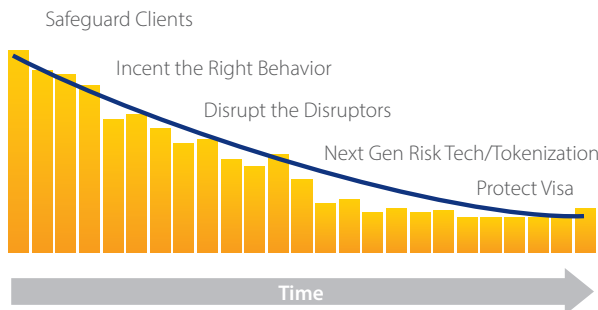 Safeguard Clients
Incent the Right Behavior
Disrupt the Disruptors
Next Gen Risk Tech/Tokenization
Protect Visa
Time